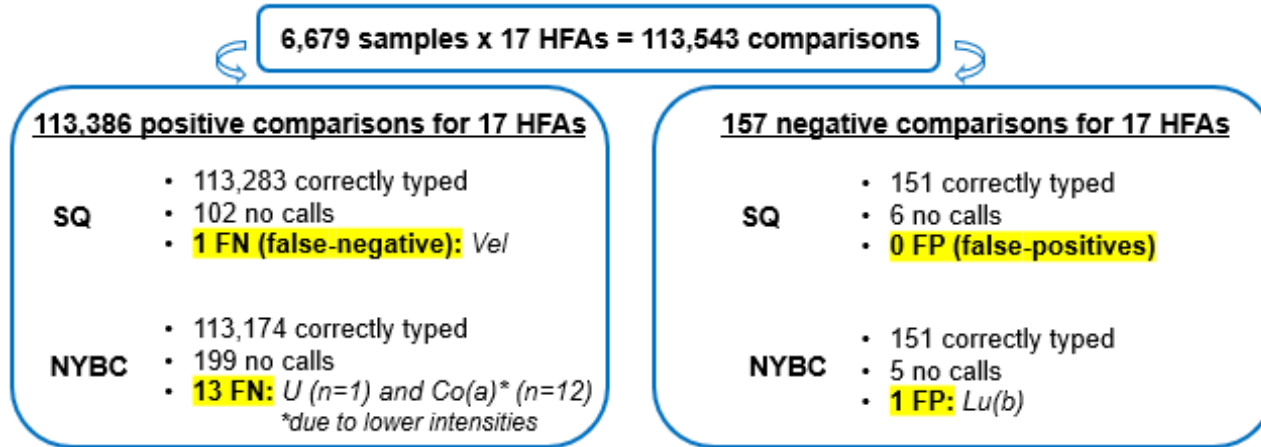 6,679 samples x 17 HFAs = 113,543 comparisons
113,386 positive comparisons for 17 HFAs
SQ
• 113,283 correctly typed
• 102 no calls
• 1 FN (false-negative): Vel
NYBC
• 113,174 correctly typed
• 199 no calls
• 13 FN: U (n=1) and Co(a)* (n=12)
*due to lower intensities
157 negative comparisons for 17 HFAs
SQ
• 151 correctly typed
• 6 no calls
• 0 FP (false-positives)
NYBC
• 151 correctly typed
• 5 no calls
• 1 FP: Lu(b)